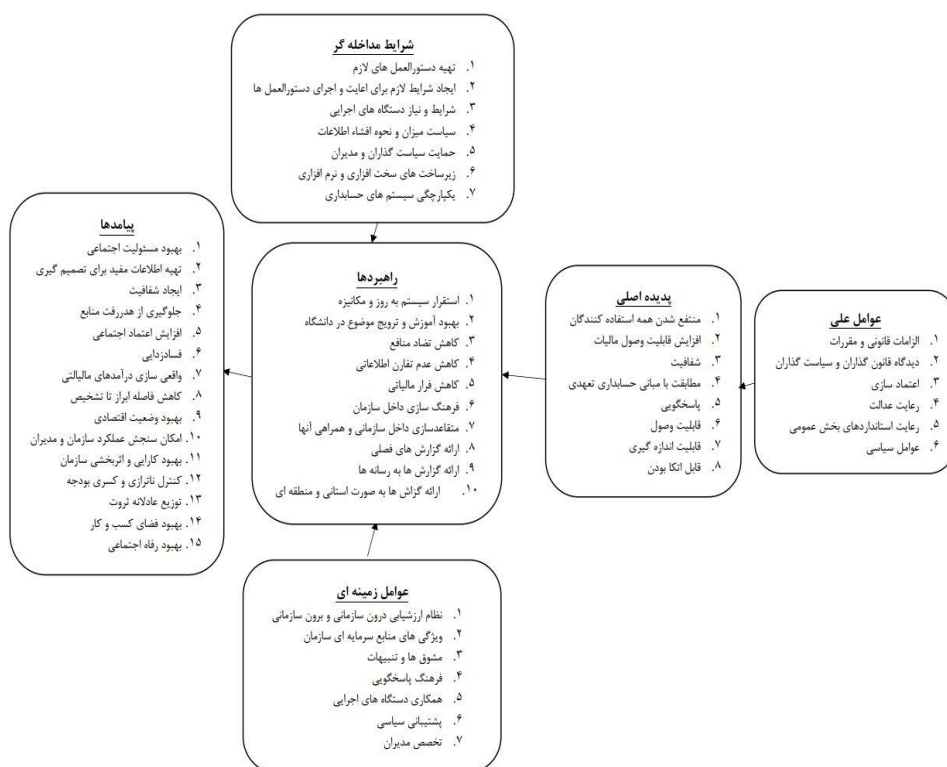 شرایط مداخله گر
۱. تهیه دستورالعمل های لازم
۲. ایجاد شرایط لازم برای اعایت و اجرای دستورالعمل ها
۳. شرایط و نیاز دستگاه های اجرایی
۴. سیاست میزان و نحوه افشاء اطلاعات
۵. حمایت سیاست گذاران و مدیران
۶. زیرساخت های سخت افزاری و نرم افزاری
۷. یکپارچگی سیستم های حسابداری
عوامل علی
۱. الزامات قانونی و مقررات
۲. دیدگاه قانون گذاران و سیاست گذاران
۳. اعتماد سازی
۴. رعایت عدالت
۵. رعایت استانداردهای بخش عمومی
۶. عوامل سیاسی
پدیده اصلی
۱. منتفع شدن همه استفاده کنندگان
۲. افزایش قابلیت وصول مالیات
۳. شفافیت
۴. مطابقت با مبانی حسابداری تعهدی
۵. پاسخگویی
۶. قابلیت وصول
۷. قابلیت اندازه گیری
۸. قابل اتکا بودن
راهبردها
۱. استقرار سیستم به روز و مکانیزه
۲. بهبود آموزش و ترویج موضوع در دانشگاه
۳. کاهش تضاد منافع
۴. کاهش عدم تقارن اطلاعاتی
۵. کاهش فرار مالیاتی
۶. فرهنگ سازی داخل سازمان
۷. متقاعدسازی داخل سازمانی و همراهی آنها
۸. ارائه گزارش های فصلی
۹. ارائه گزارش ها به رسانه ها
۱۰. ارائه گزاش ها به صورت استانی و منطقه ای
پیامدها
۱. بهبود مسئولیت اجتماعی
۲. تهیه اطلاعات مفید برای تصمیم گیری
۳. ایجاد شفافیت
۴. جلوگیری از هدررفت منابع
۵. افزایش اعتماد اجتماعی
۶. فسادزدایی
۷. واقعی سازی درآمدهای مالیالتی
۸. کاهش فاصله ابراز تا تشخیص
۹. بهبود وضعیت اقتصادی
۱۰. امکان سنجش عملکرد سازمان و مدیران
۱۱. بهبود کارایی و اثربخشی سازمان
۱۲. کنترل ناترازی و کسری بودجه
۱۳. توزیع عادلانه ثروت
۱۴. بهبود فضای کسب و کار
۱۵. بهبود رفاه اجتماعی
عوامل زمینه ای
۱. نظام ارزشیابی درون سازمانی و برون سازمانی
۲. ویژگی های منابع سرمایه ای سازمان
۳. مشوق ها و تنبیهات
۴. فرهنگ پاسخگویی
۵. همکاری دستگاه های اجرایی
۶. پشتیبانی سیاسی
۷. تخصص مدیران